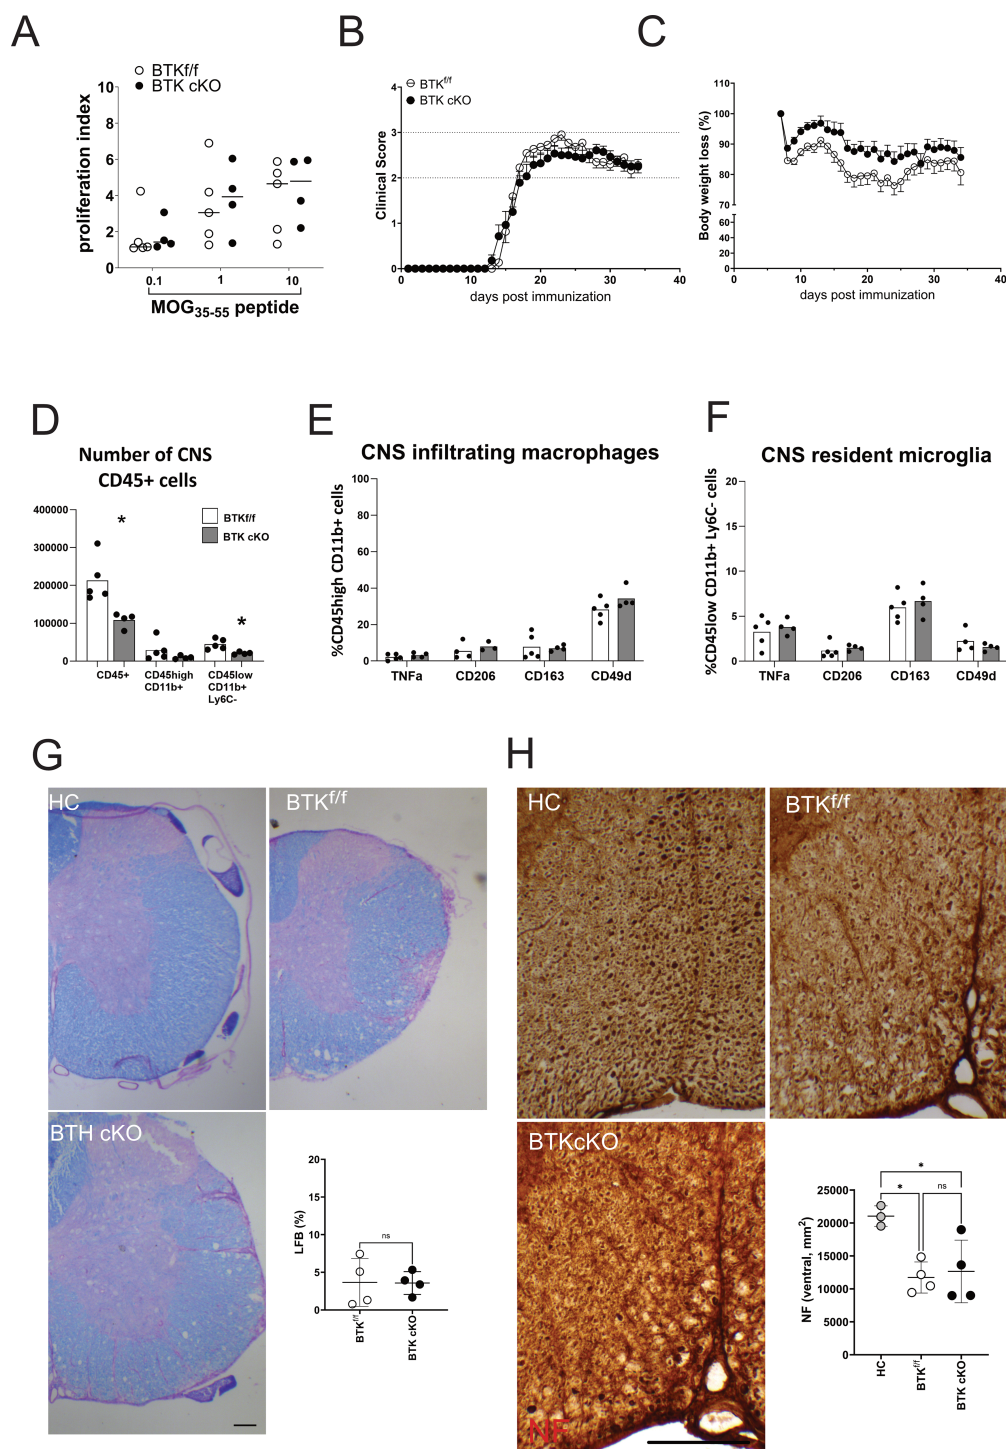 A
BTKf/f
BTK cKO
proliferation index
10
8
6
4
2
0
0.1
1
10
MOG35-55 peptide
B
BTKf/f
BTK cKO
Clinical Score
4
3
2
1
0
0
10
20
30
40
days post immunization
C
Body weight loss (%)
110
100
90
80
70
60
40
20
0
0
10
20
30
40
days post immunization
D
Number of CNS
CD45+ cells
400000
300000
200000
100000
0
*
*
BTKf/f
BTK cKO
CD45+
CD45high
CD11b+
CD45low
CD11b+
Ly6C-
E
CNS infiltrating macrophages
%CD45high CD11b+ cells
100
80
60
40
20
0
TNFa
CD206
CD163
CD49d
F
CNS resident microglia
%CD45low CD11b+ Ly6C- cells
20
15
10
5
0
TNFa
CD206
CD163
CD49d
G
HC
BTKf/f
BTH cKO
LFB (%)
20
15
10
5
0
ns
BTKf/f
BTK cKO
H
HC
BTKf/f
BTKcKO
NF
NF (ventral, mm2)
25000
20000
15000
10000
5000
0
*
*
ns
HC
BTKf/f
BTK cKO